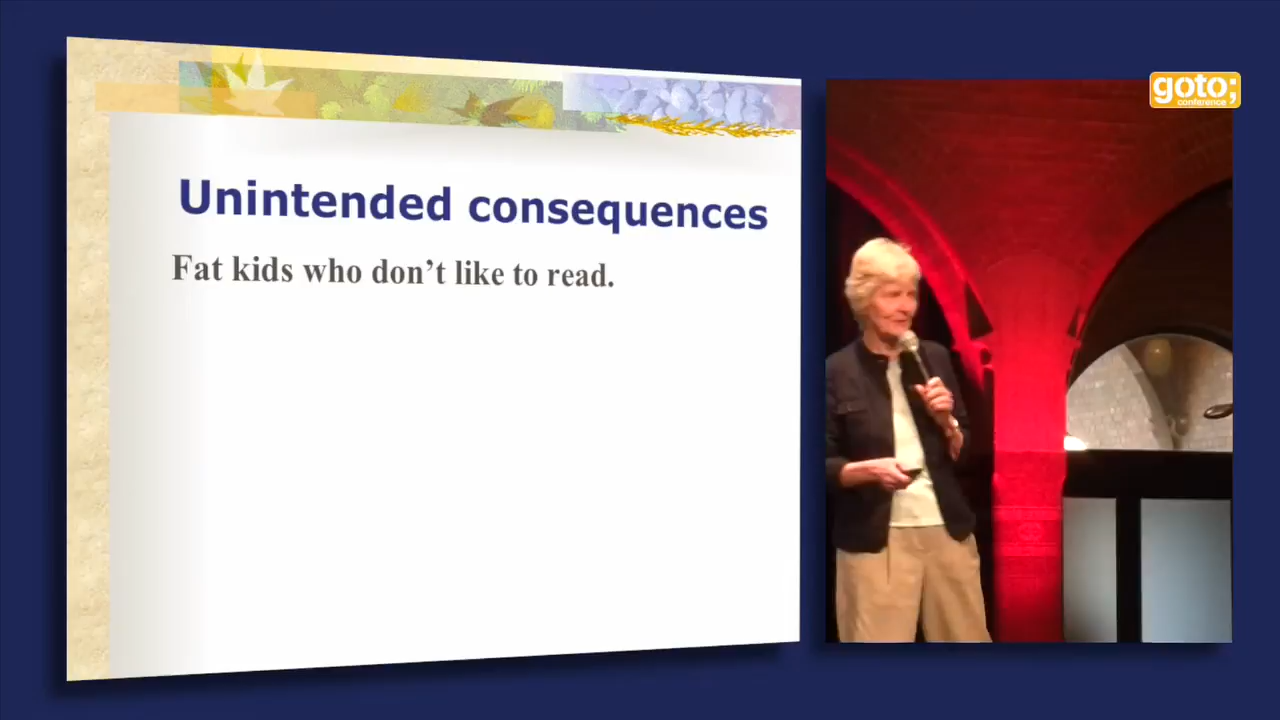 Unintended consequences
Fat kids who don’t like to read.
goto;
conference